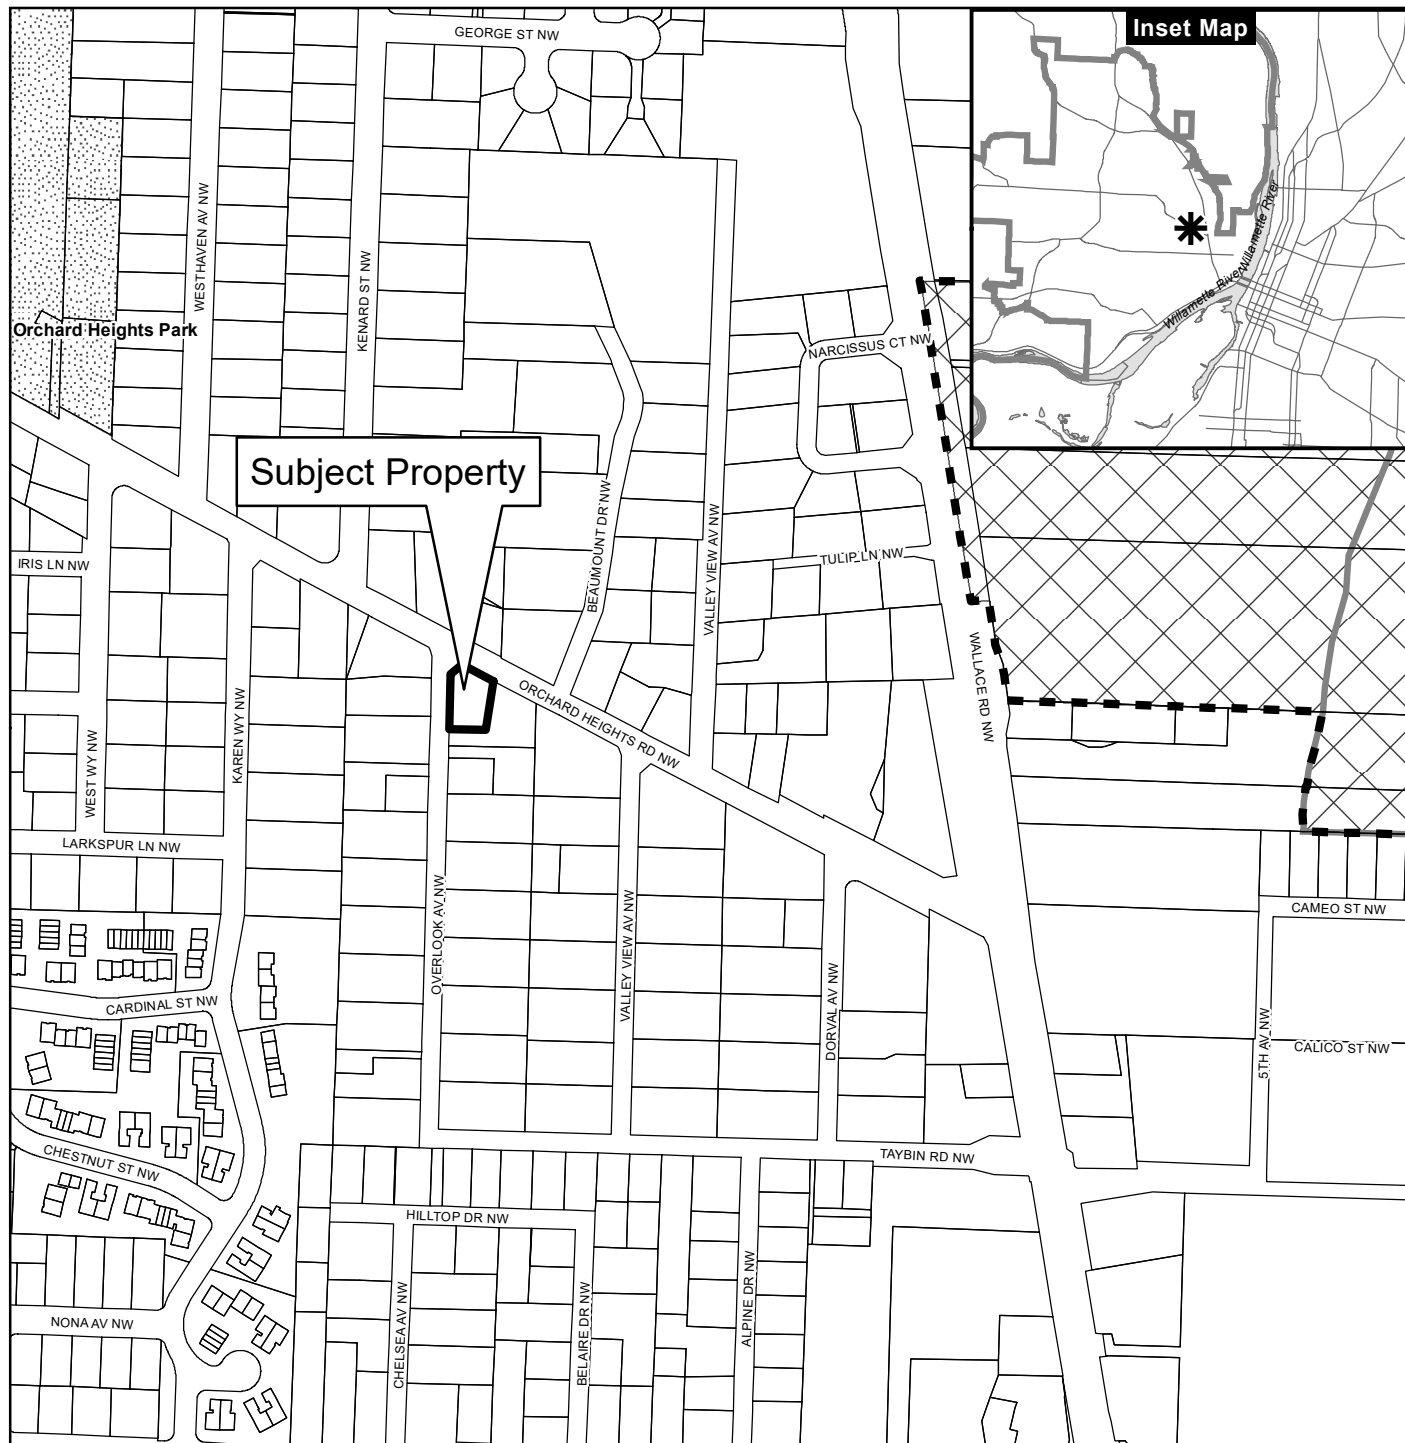 GEORGE ST NW
Inset Map
WESTHAVEN AV NW
KENARD ST NW
Willamette River
Willamette River
Orchard Heights Park
NARCISSUS CT NW
Subject Property
BEAUMOUNT DR NW
VALLEY VIEW AV NW
TULIP LN NW
IRIS LN NW
WALLACE RD NW
ORCHARD HEIGHTS RD NW
KAREN WY NW
WEST WY NW
LARKSPUR LN NW
OVERLOOK AV NW
VALLEY VIEW AV NW
CAMEO ST NW
DORVAL AV NW
CARDINAL ST NW
5TH AV NW
CALICO ST NW
CHESTNUT ST NW
TAYBIN RD NW
HILLTOP DR NW
CHELSEA AV NW
BELAIRE DR NW
ALPINE DR NW
NONA AV NW